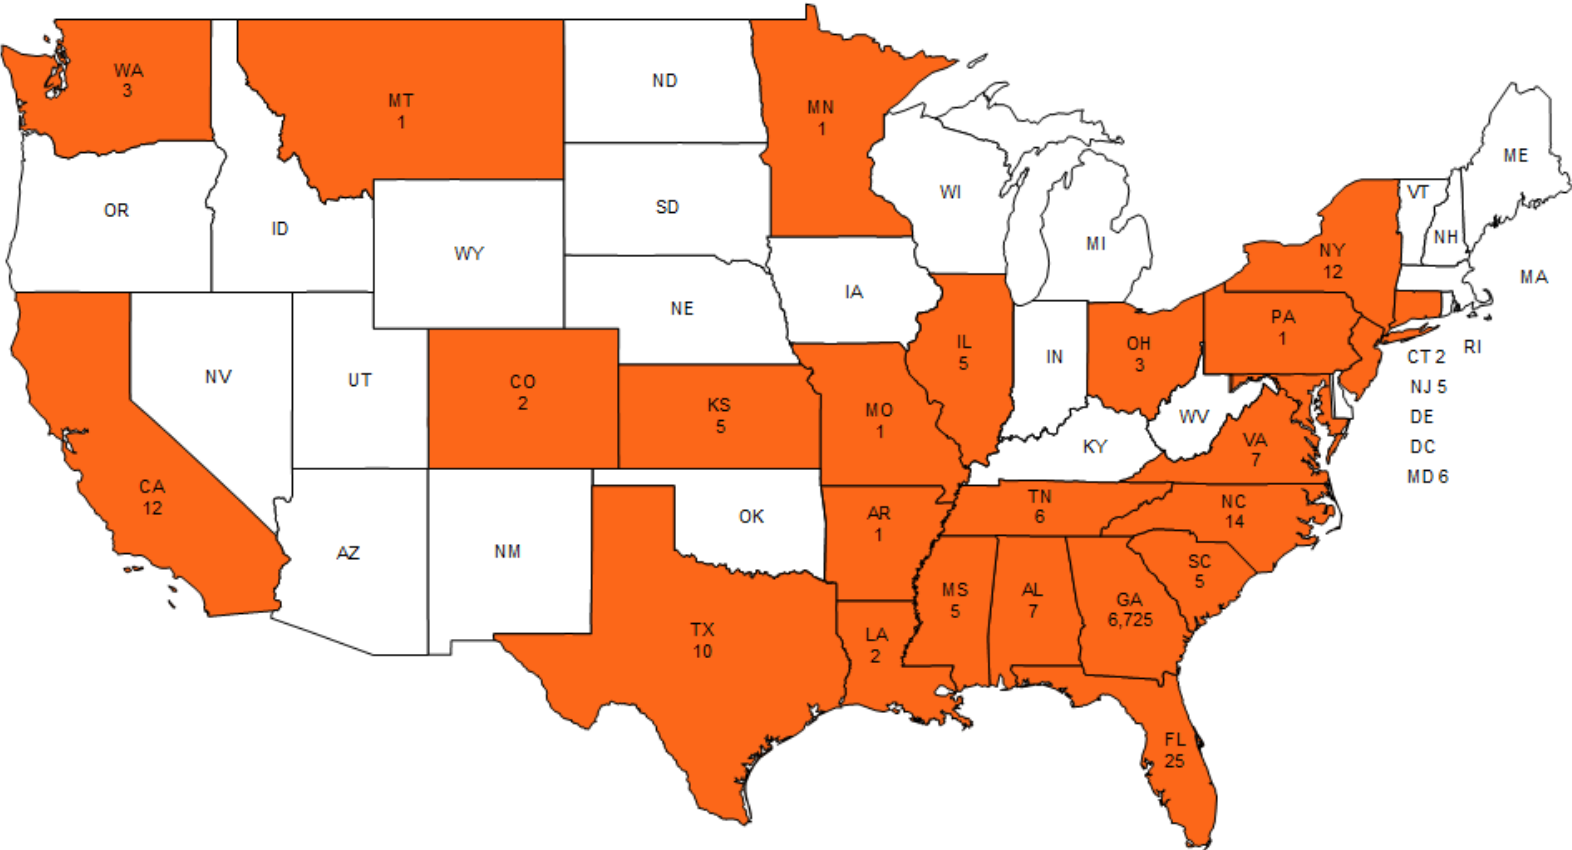 WA
3
MT
1
ND
MN
1
OR
ID
WY
SD
WI
MI
ME
VT
NH
NY
12
MA
NE
IA
IL
5
IN
OH
3
PA
1
RI
CT 2
NJ 5
DE
DC
MD 6
NV
UT
CO
2
KS
5
MO
1
KY
WV
VA
7
CA
12
AZ
NM
OK
AR
1
TN
6
NC
14
SC
5
MS
5
AL
7
GA
6,725
TX
10
LA
2
FL
25